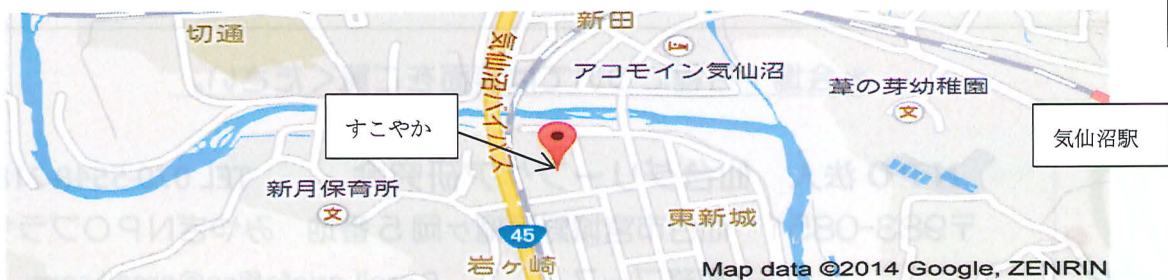 新田
切通
気仙沼バイパス
アコモイン気仙沼
葦の芽幼稚園
文
すこやか
気仙沼駅
新月保育所
文
東新城
45
岩ヶ崎
Map data ©2014 Google, ZENRIN